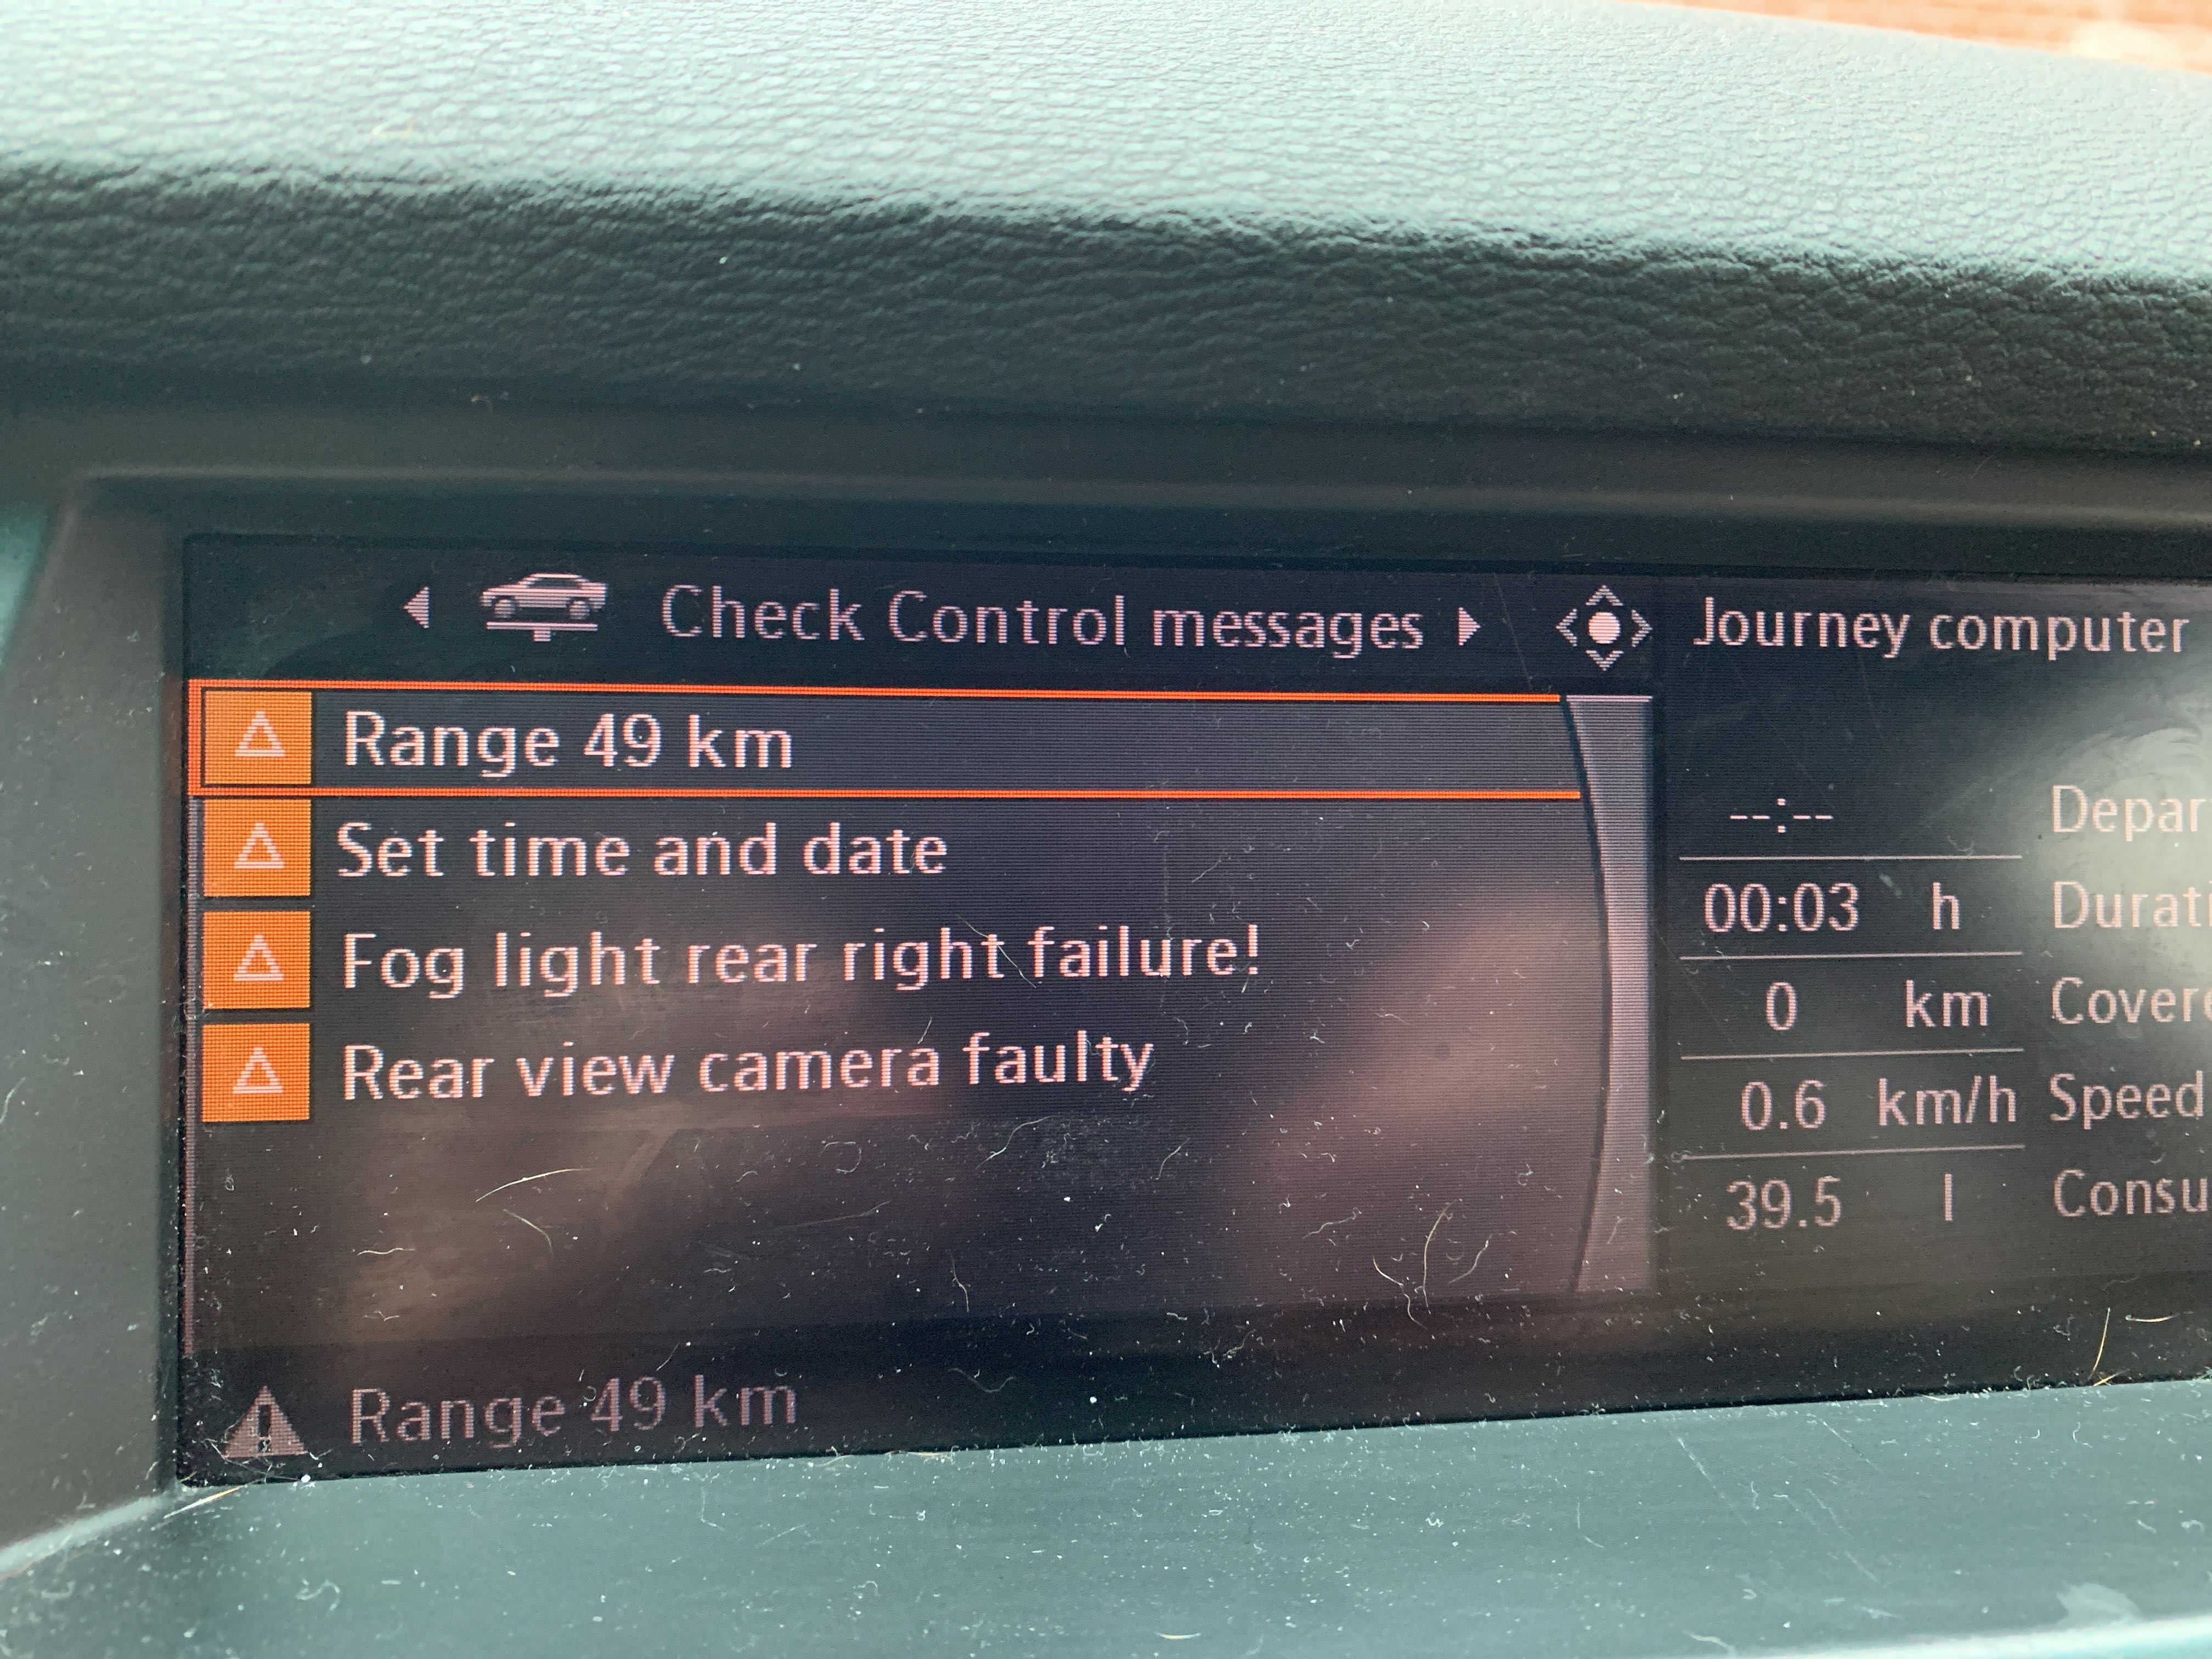 Check Control messages
Range 49 km
Set time and date
Fog light rear right failure!
Rear view camera faulty
Range 49 km
Journey computer
--:--
00:03 h
0 km
0.6 km/h Speed
39.5 l